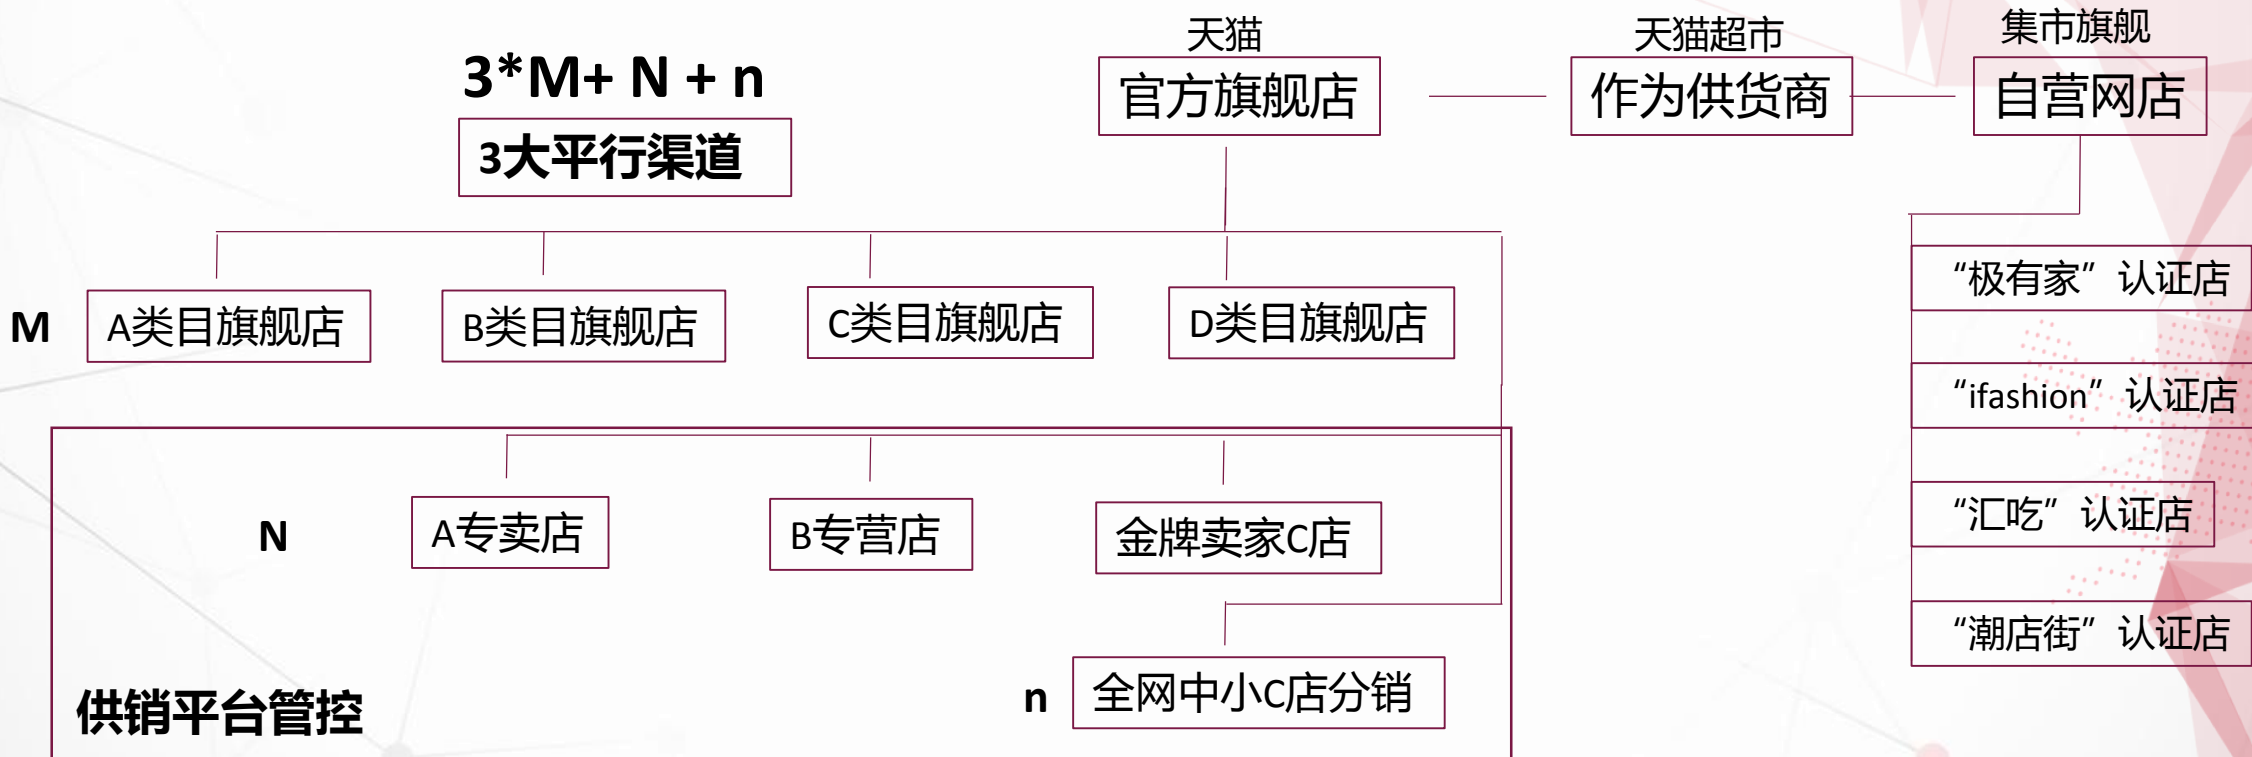 天猫
天猫超市
集市旗舰
3*M+ N + n
官方旗舰店
作为供货商
自营网店
3大平行渠道
“极有家”认证店
M
A类目旗舰店
B类目旗舰店
C类目旗舰店
D类目旗舰店
“ifashion”认证店
N
A专卖店
B专营店
金牌卖家C店
“汇吃”认证店
“潮店街”认证店
供销平台管控
n
全网中小C店分销